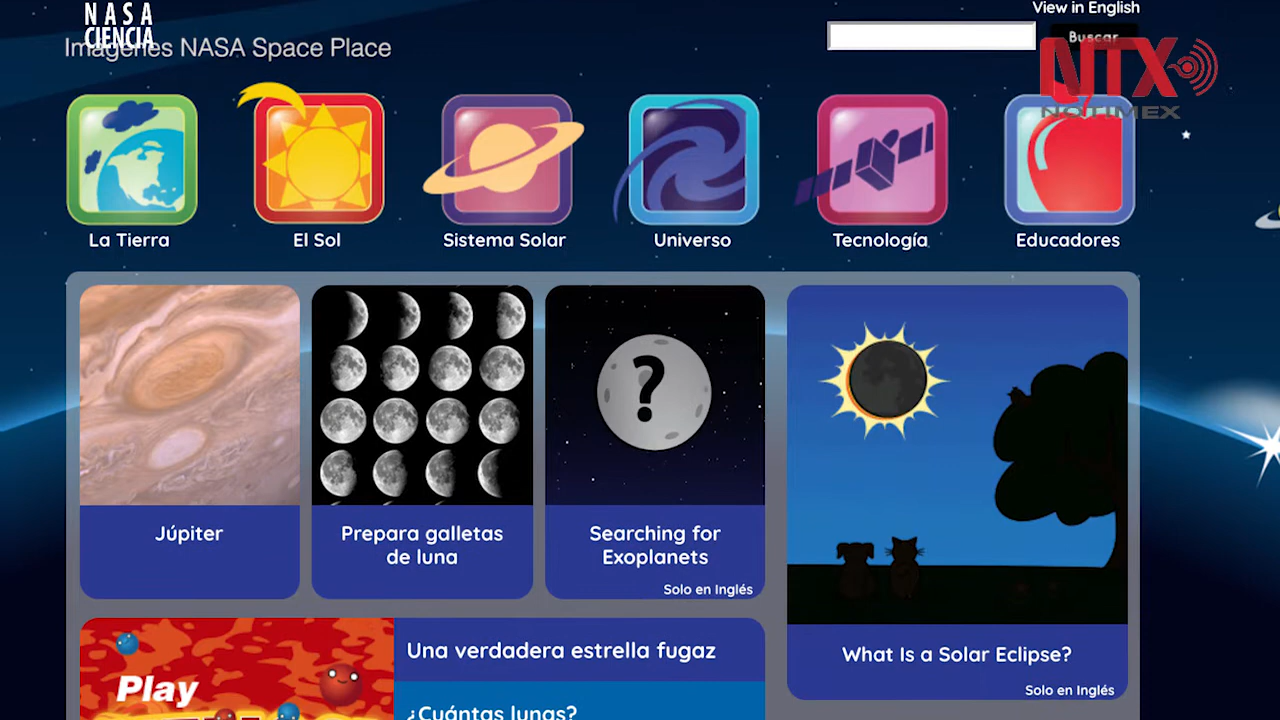 NASA
CIENCIA
Imágenes NASA Space Place
View in English
Buscar
NTX
NOTIMEX
La Tierra
El Sol
Sistema Solar
Universo
Tecnología
Educadores
Júpiter
Prepara galletas
de luna
?
Searching for
Exoplanets
Solo en Inglés
What Is a Solar Eclipse?
Solo en Inglés
Play
Una verdadera estrella fugaz
¿Cuántas lunas?